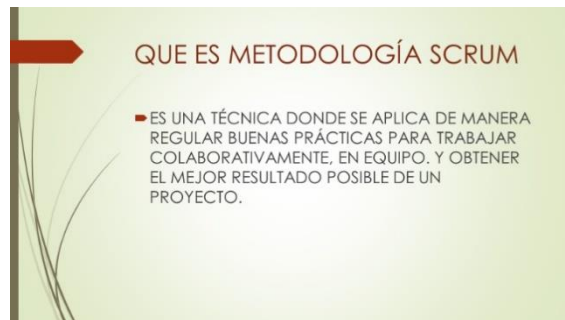 QUE ES METODOLOGÍA SCRUM
ES UNA TÉCNICA DONDE SE APLICA DE MANERA
REGULAR BUENAS PRÁCTICAS PARA TRABAJAR
COLABORATIVAMENTE, EN EQUIPO. Y OBTENER
EL MEJOR RESULTADO POSIBLE DE UN
PROYECTO.